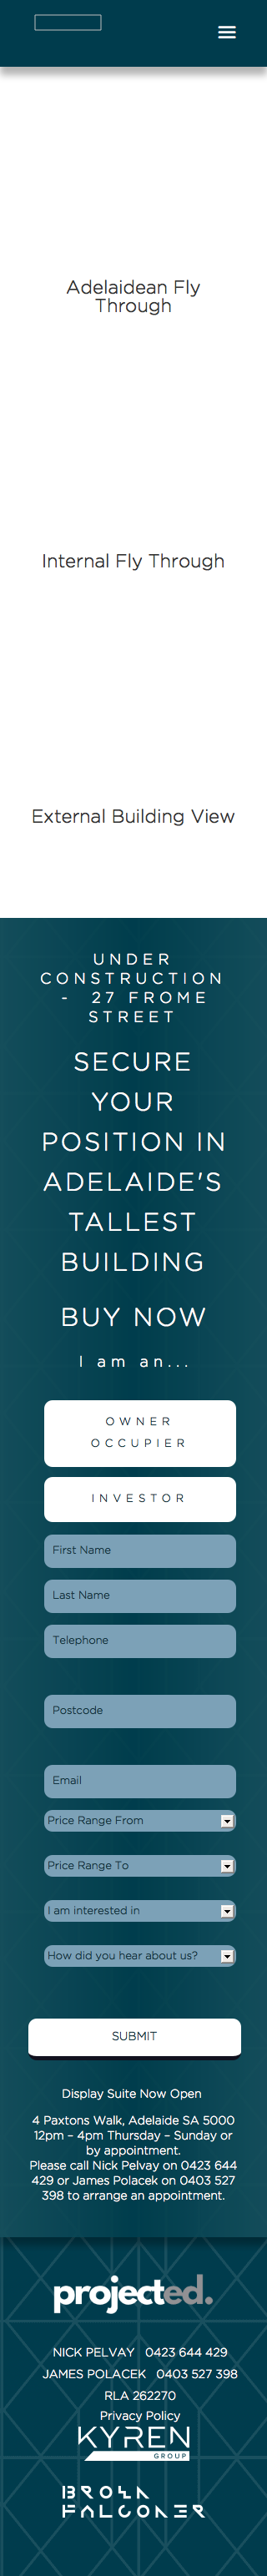 Adelaidean Fly
Through
Internal Fly Through
External Building View
UNDER
CONSTRUCTION
- 27 FROME
STREET
SECURE
YOUR
POSITION IN
ADELAIDE'S
TALLEST
BUILDING
BUY NOW
I am an...
OWNER
OCCUPIER
INVESTOR
First Name
Last Name
Telephone
Postcode
Email
Price Range From
Price Range To
I am interested in
How did you hear about us?
SUBMIT
Display Suite Now Open
4 Paxtons Walk, Adelaide SA 5000
12pm – 4pm Thursday – Sunday or
by appointment.
Please call Nick Pelvay on 0423 644
429 or James Polacek on 0403 527
398 to arrange an appointment.
projected.
NICK PELVAY 0423 644 429
JAMES POLACEK 0403 527 398
RLA 262270
Privacy Policy
KYREN
GROUP
BROWN
FALCONER